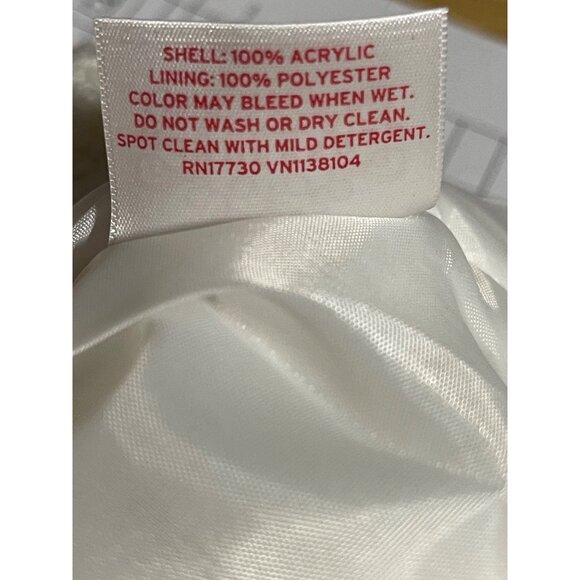 SHELL: 100% ACRYLIC
LINING: 100% POLYESTER
COLOR MAY BLEED WHEN WET.
DO NOT WASH OR DRY CLEAN.
SPOT CLEAN WITH MILD DETERGENT.
RN17730 VN1138104